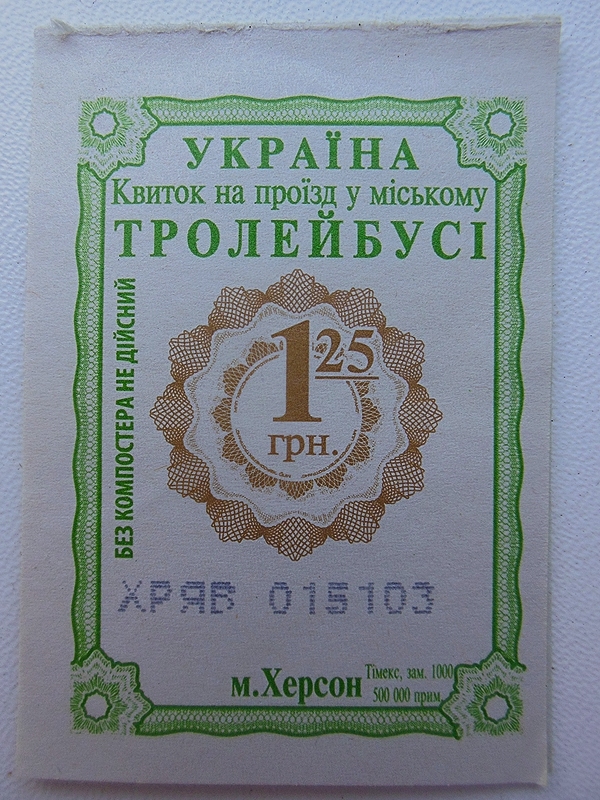 УКРАЇНА
Квиток на проїзд у міському
ТРОЛЕЙБУСІ
БЕЗ КОМПОСТЕРА НЕ ДІЙСНИЙ
1 25
грн.
ХРЯВ 015103
м.Херсон
Тімекс, зам. 1000
500 000 прим.